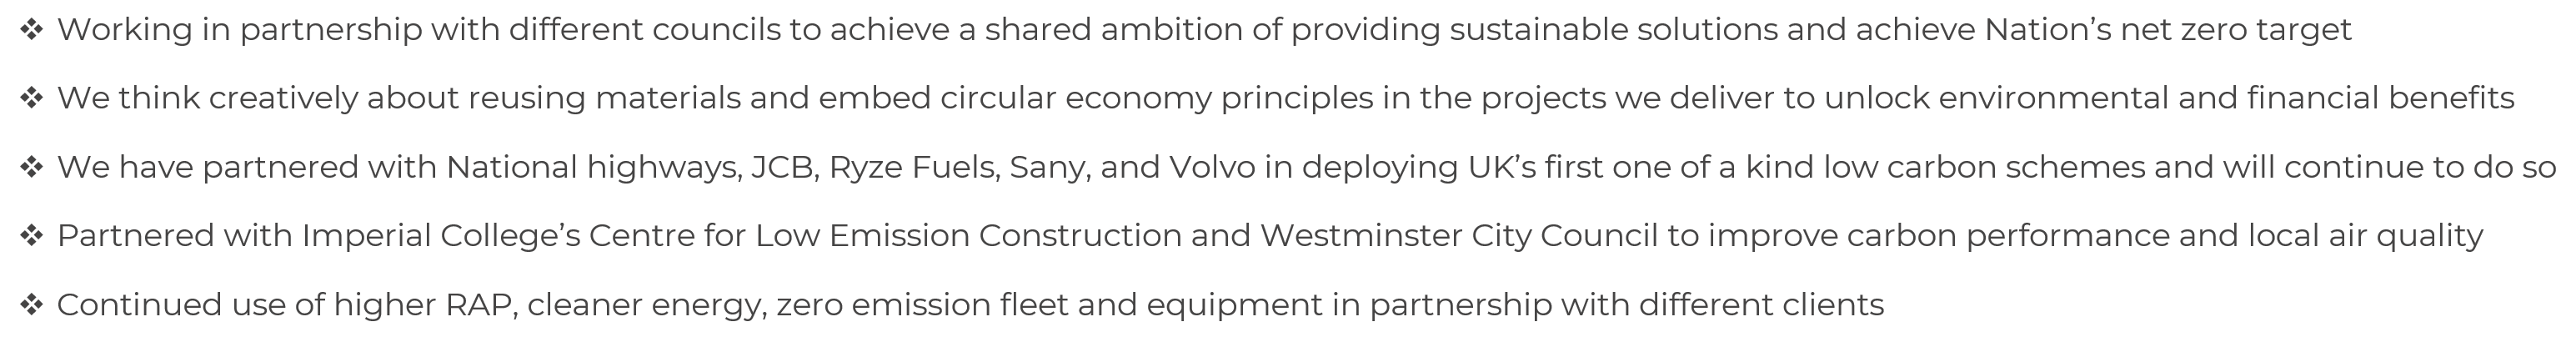 ❖ Working in partnership with different councils to achieve a shared ambition of providing sustainable solutions and achieve Nation’s net zero target
❖ We think creatively about reusing materials and embed circular economy principles in the projects we deliver to unlock environmental and financial benefits
❖ We have partnered with National highways, JCB, Ryze Fuels, Sany, and Volvo in deploying UK’s first one of a kind low carbon schemes and will continue to do so
❖ Partnered with Imperial College’s Centre for Low Emission Construction and Westminster City Council to improve carbon performance and local air quality
❖ Continued use of higher RAP, cleaner energy, zero emission fleet and equipment in partnership with different clients